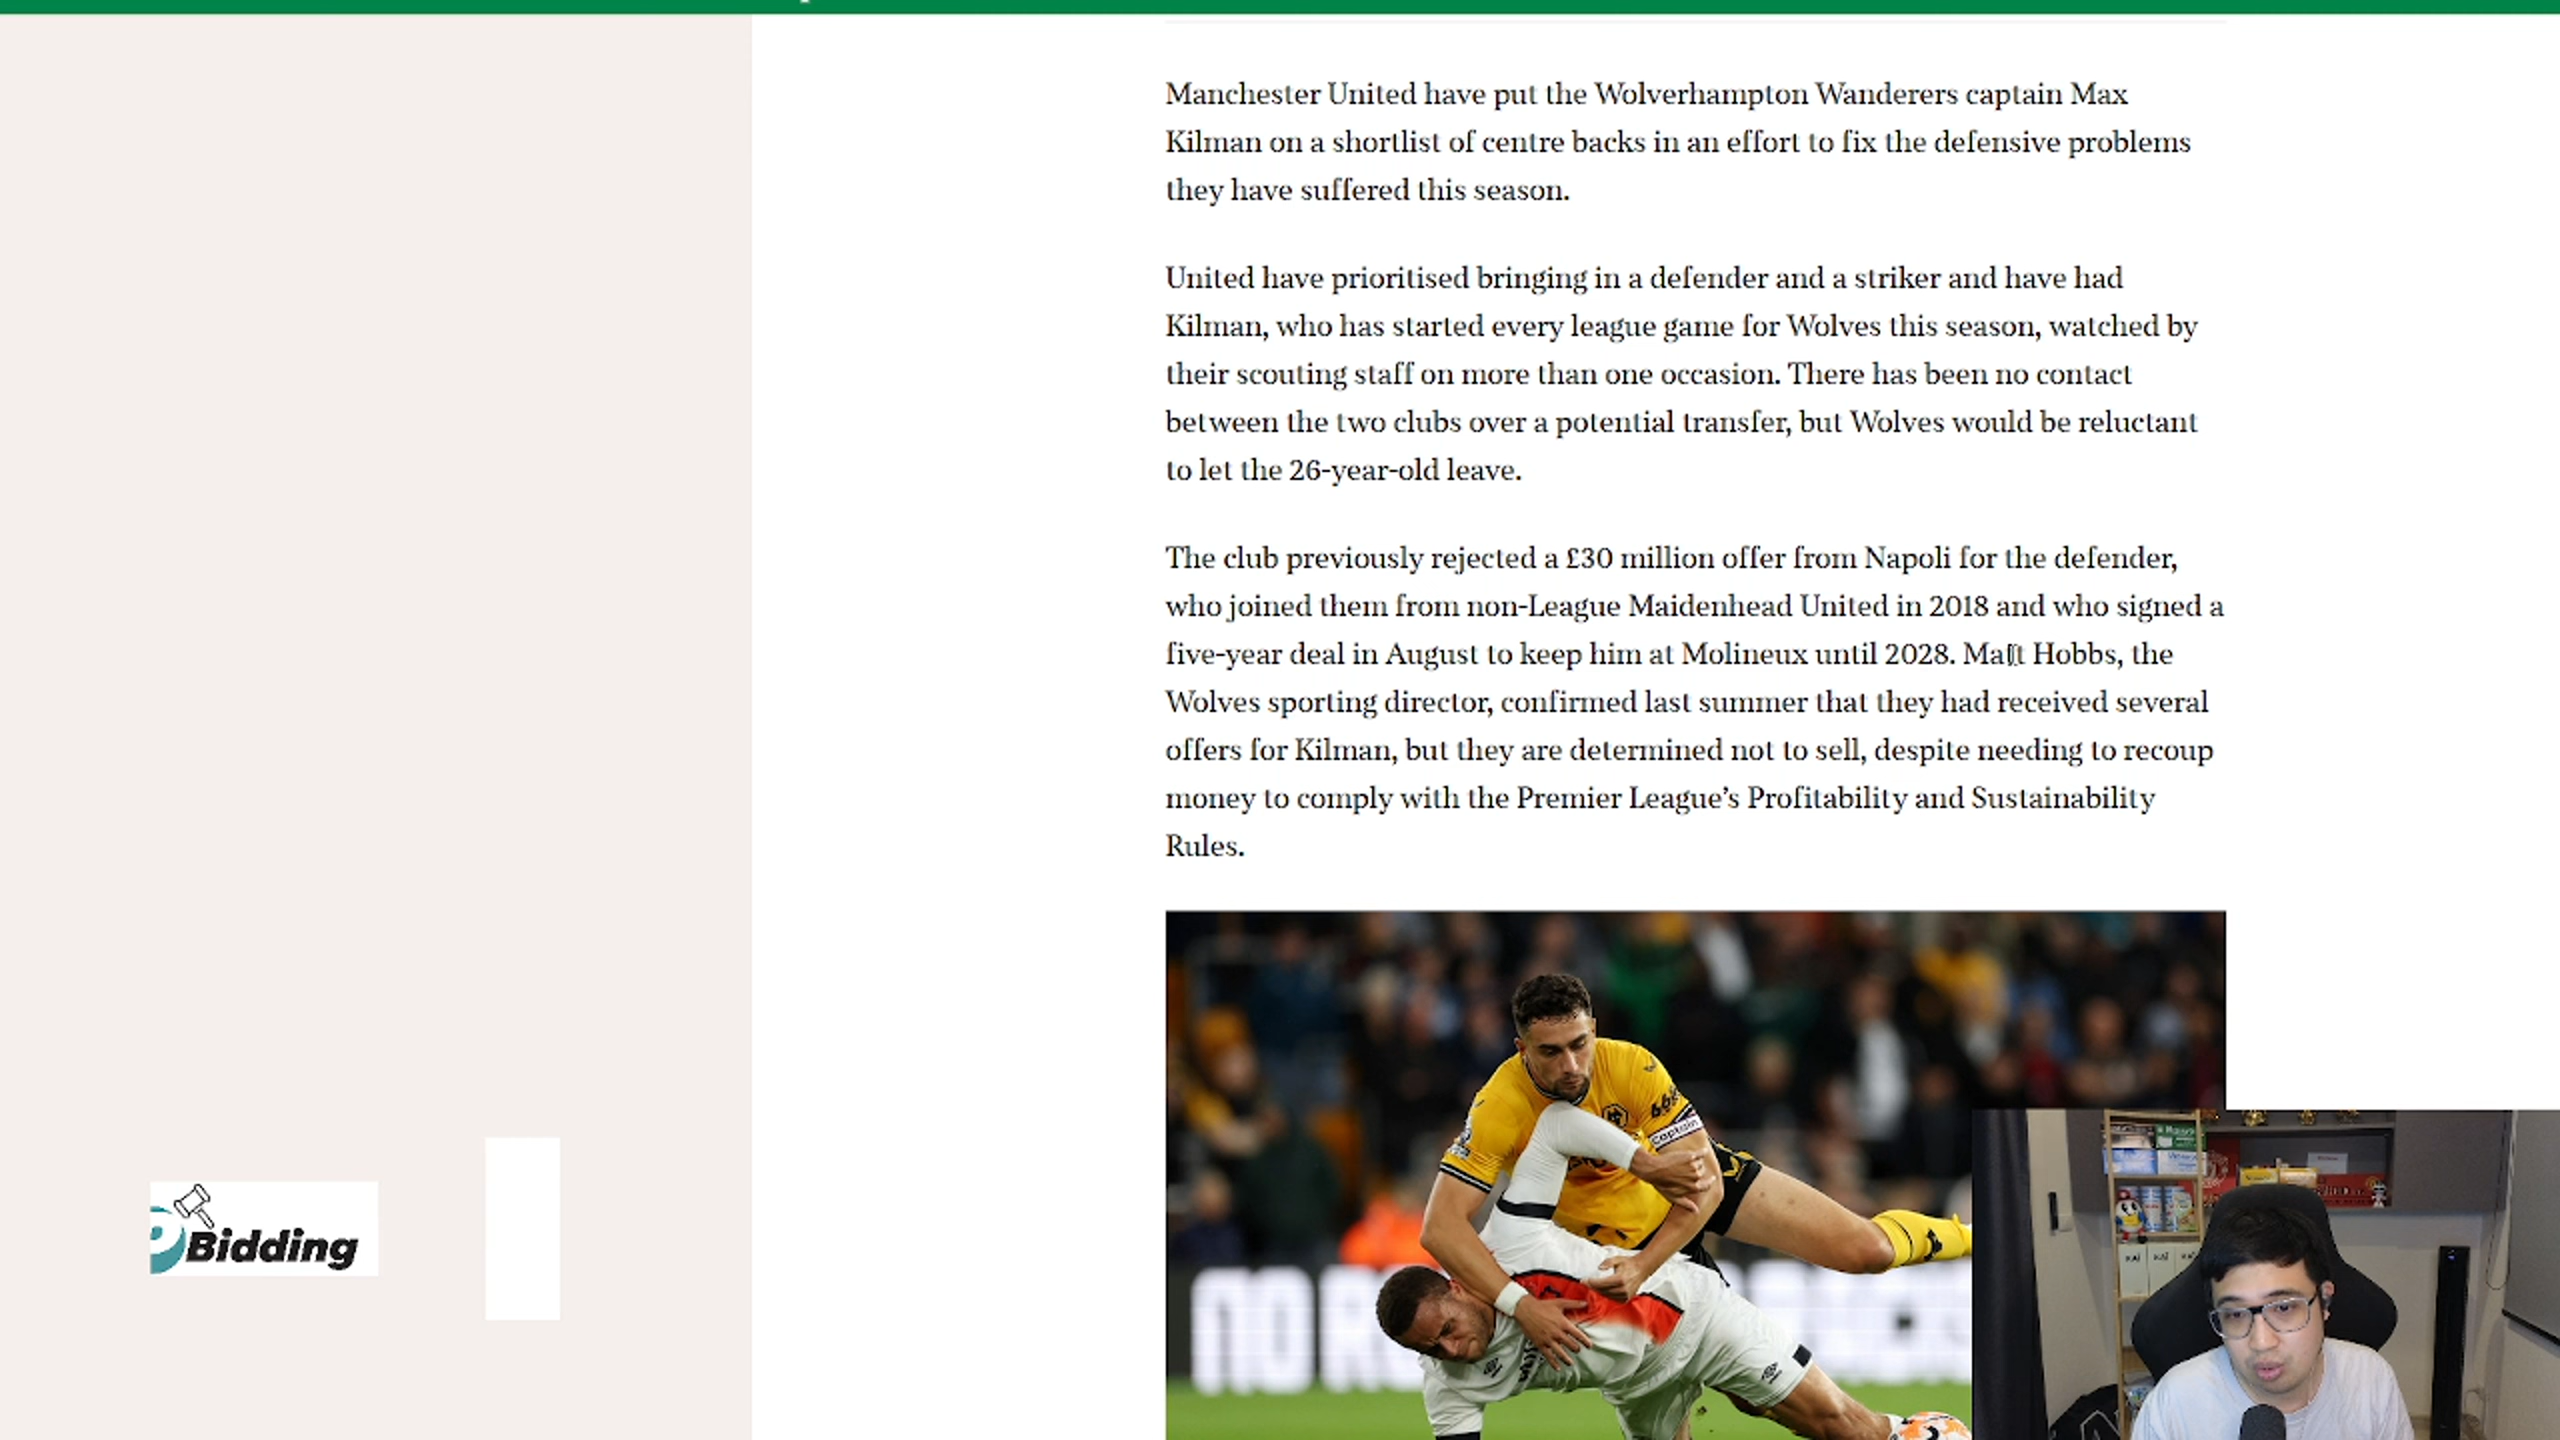 Manchester United have put the Wolverhampton Wanderers captain Max
Kilman on a shortlist of centre backs in an effort to fix the defensive problems
they have suffered this season.
United have prioritised bringing in a defender and a striker and have had
Kilman, who has started every league game for Wolves this season, watched by
their scouting staff on more than one occasion. There has been no contact
between the two clubs over a potential transfer, but Wolves would be reluctant
to let the 26-year-old leave.
The club previously rejected a £30 million offer from Napoli for the defender,
who joined them from non-League Maidenhead United in 2018 and who signed a
five-year deal in August to keep him at Molineux until 2028. Matt Hobbs, the
Wolves sporting director, confirmed last summer that they had received several
offers for Kilman, but they are determined not to sell, despite needing to recoup
money to comply with the Premier League’s Profitability and Sustainability
Rules.
Captain
Bidding